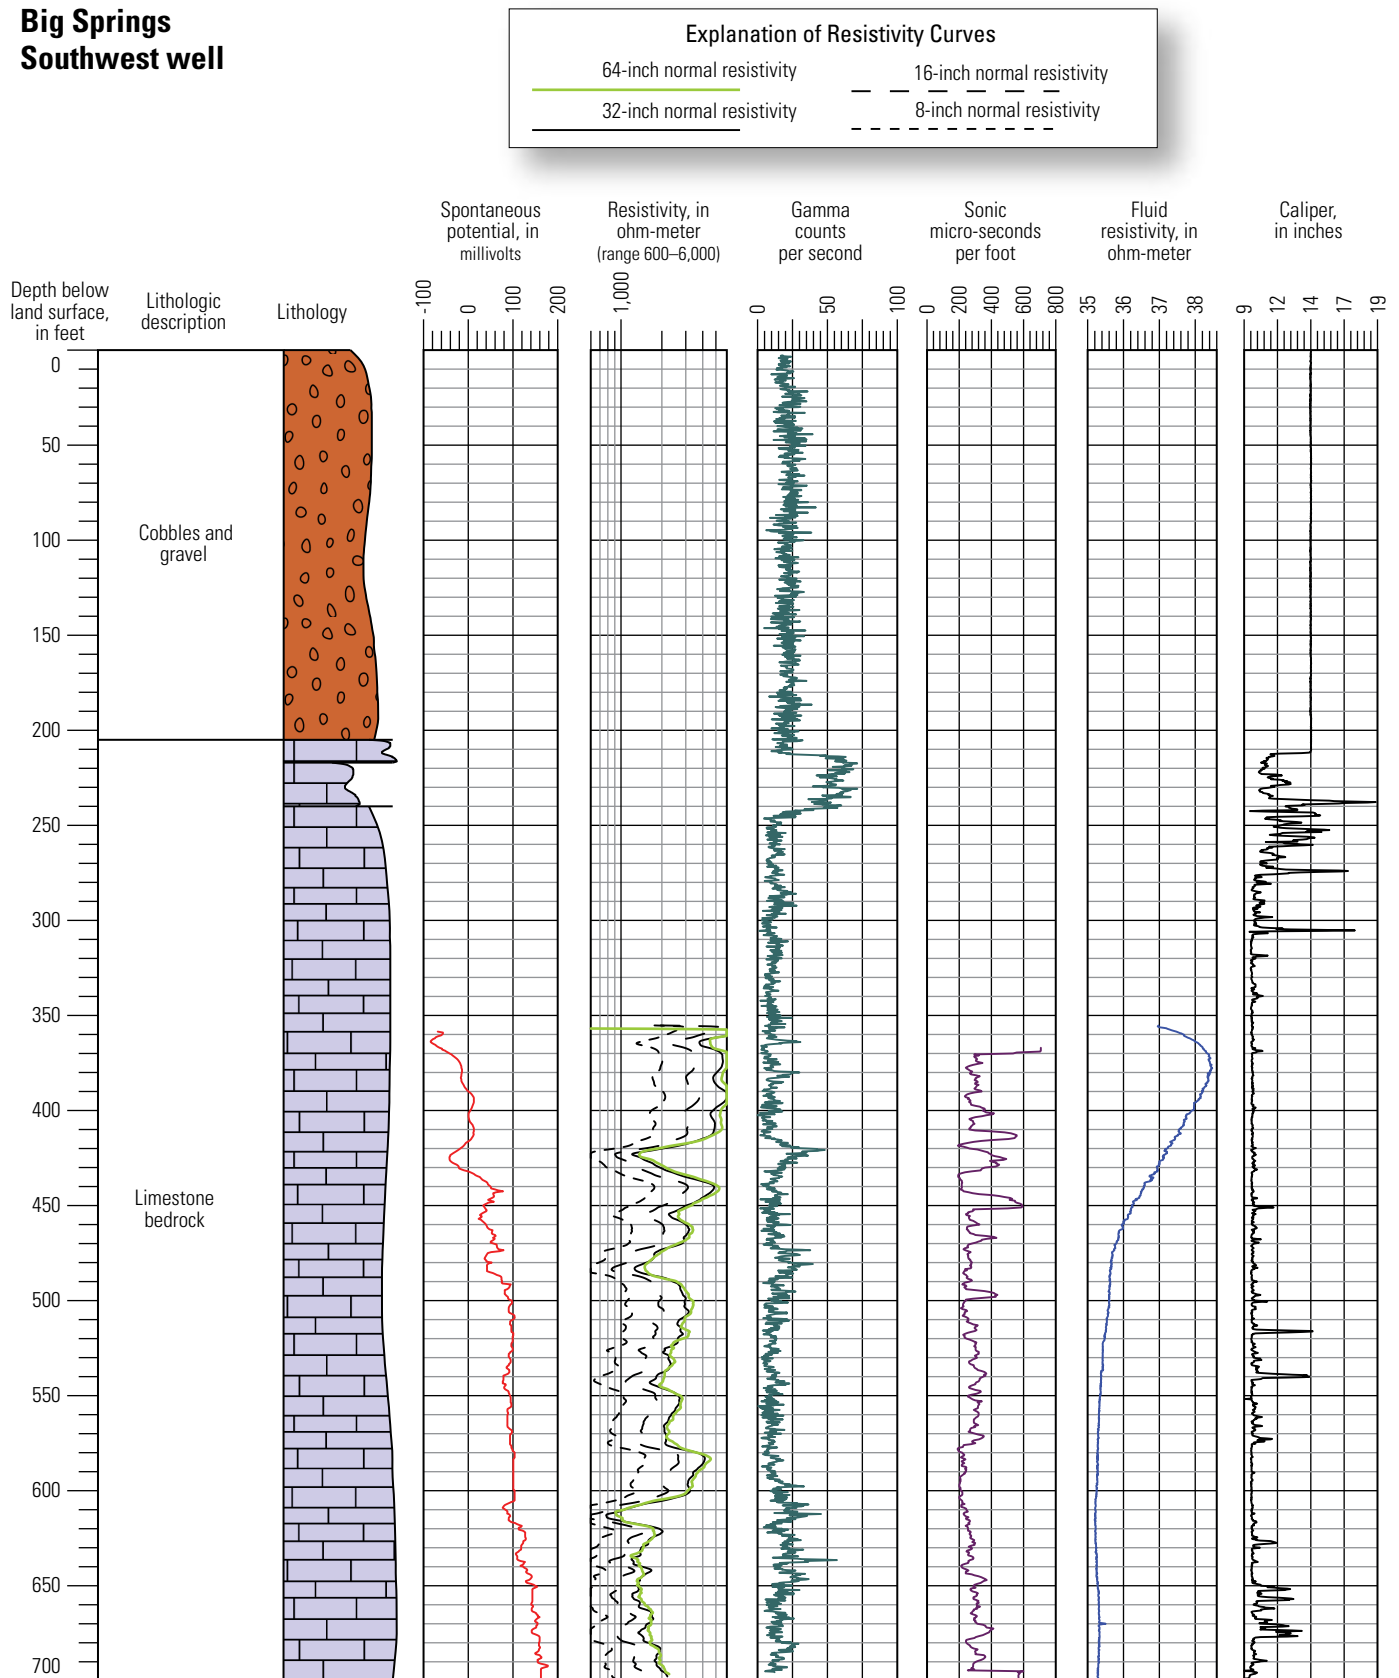 Big Springs
Southwest well
Explanation of Resistivity Curves
64-inch normal resistivity
16-inch normal resistivity
32-inch normal resistivity
8-inch normal resistivity
Depth below
land surface,
in feet
Lithologic
description
Lithology
Spontaneous
potential, in
millivolts
-100 0 100 200
Resistivity, in
ohm-meter
(range 600–6,000)
1,000
Gamma
counts
per second
0 50 100
Sonic
micro-seconds
per foot
0 200 400 600 800
Fluid
resistivity, in
ohm-meter
35 36 37 38
Caliper,
in inches
9 12 14 17 19
0
50
100
150
200
250
300
350
400
450
500
550
600
650
700
Cobbles and
gravel
Limestone
bedrock